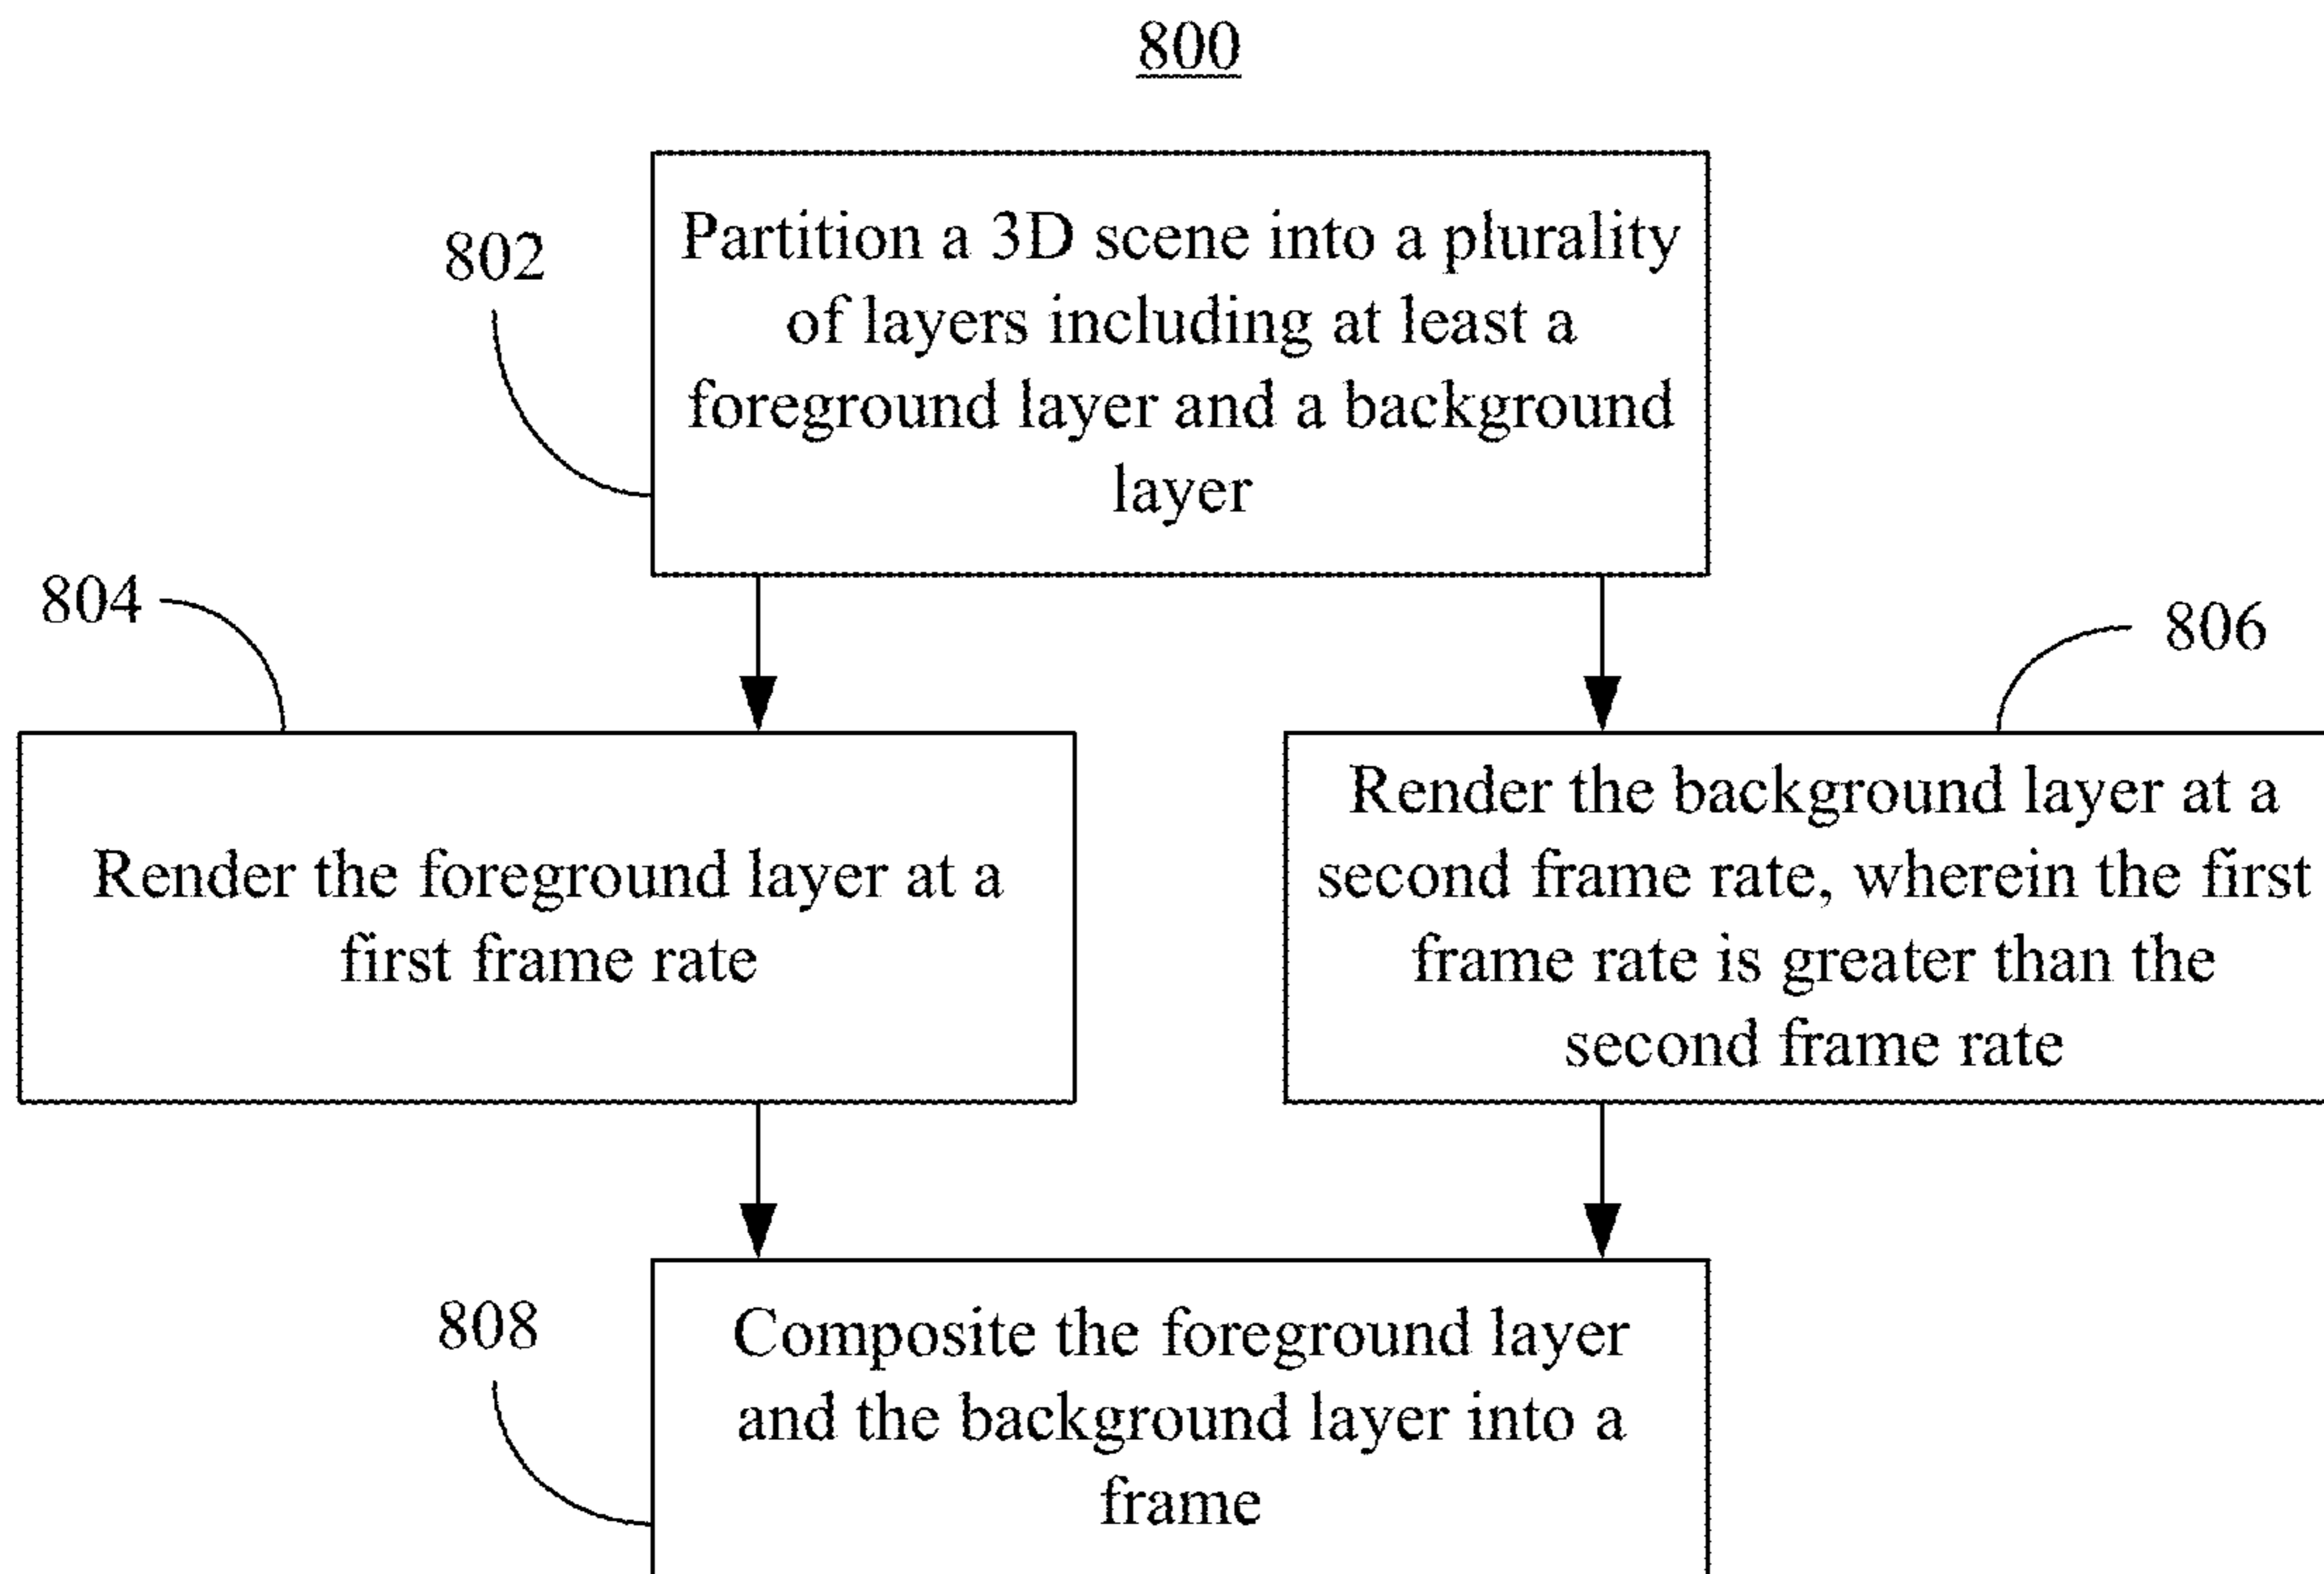 800
802
Partition a 3D scene into a plurality
of layers including at least a
foreground layer and a background
layer
804
806
Render the foreground layer at a
first frame rate
Render the background layer at a
second frame rate, wherein the first
frame rate is greater than the
second frame rate
808
Composite the foreground layer
and the background layer into a
frame